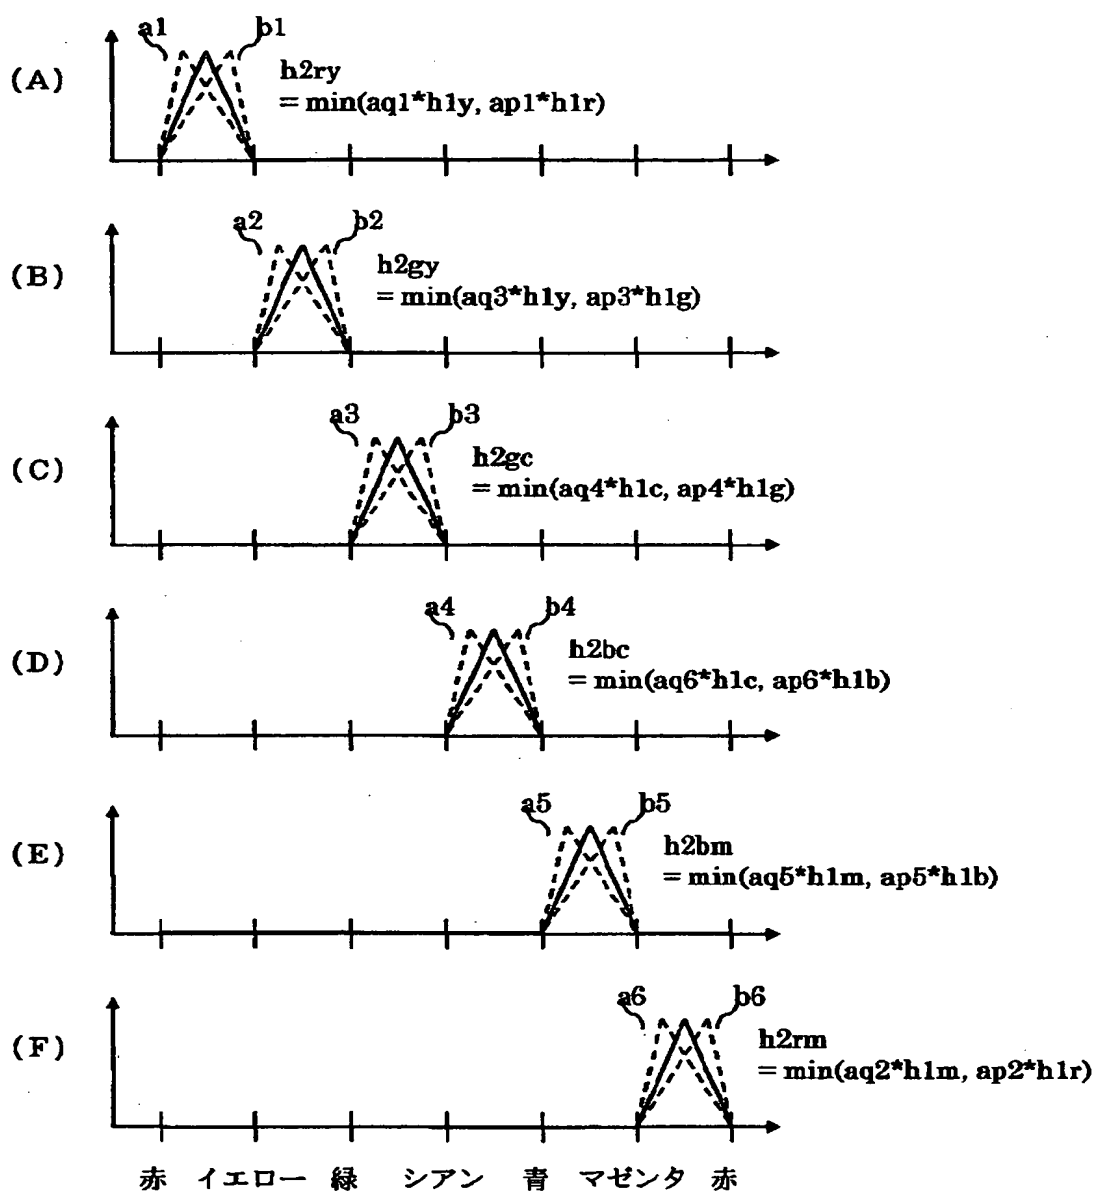 a1 b1
(A)
h2ry
= min(aq1*h1y, ap1*h1r)
a2 b2
(B)
h2gy
= min(aq3*h1y, ap3*h1g)
a3 b3
(C)
h2gc
= min(aq4*h1c, ap4*h1g)
a4 b4
(D)
h2bc
= min(aq6*h1c, ap6*h1b)
a5 b5
(E)
h2bm
= min(aq5*h1m, ap5*h1b)
a6 b6
(F)
h2rm
= min(aq2*h1m, ap2*h1r)
赤 イエロー 緑 シアン 青 マゼンタ 赤